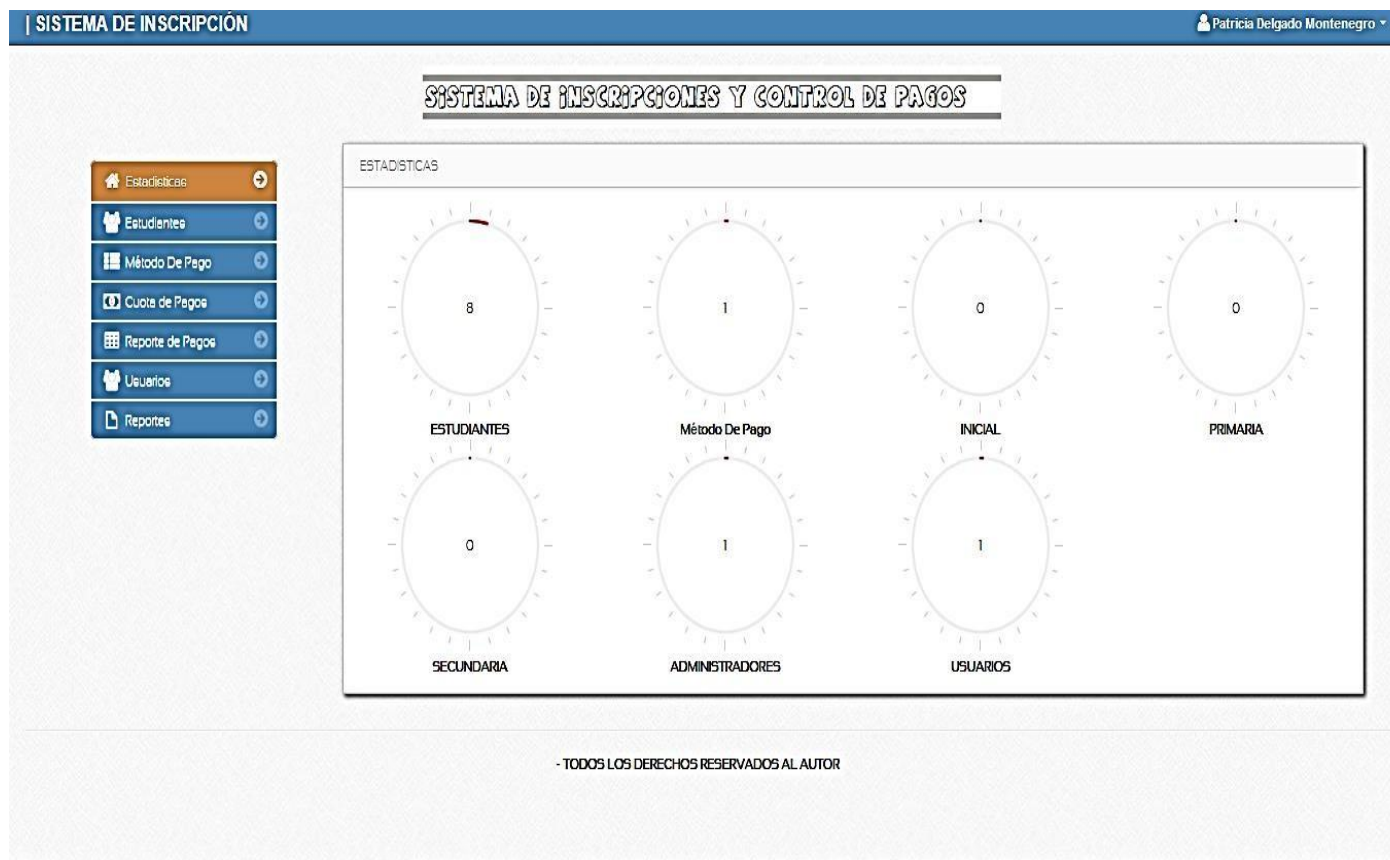 | SISTEMA DE INSCRIPCIÓN
Patricia Delgado Montenegro
SISTEMA DE INSCRIPCIONES Y CONTROL DE PAGOS
Estadisticas
Estudiantes
Método De Pago
Cuota de Pagos
Reporte de Pagos
Usuarios
Reportes
ESTADISTICAS
8
1
0
0
ESTUDIANTES
Método De Pago
INICIAL
PRIMARIA
0
1
1
SECUNDARIA
ADMINISTRADORES
USUARIOS
- TODOS LOS DERECHOS RESERVADOS AL AUTOR